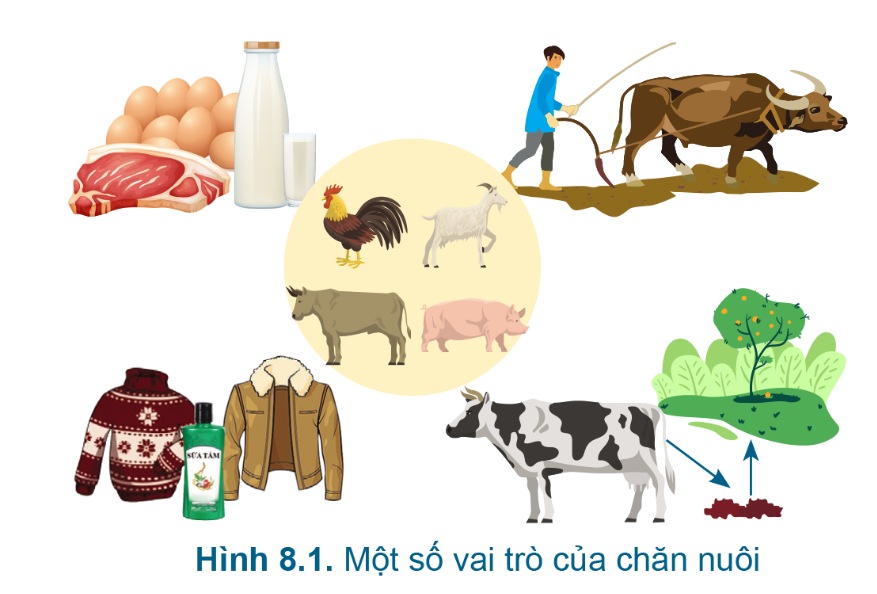 SỮA TẮM
Hình 8.1. Một số vai trò của chăn nuôi